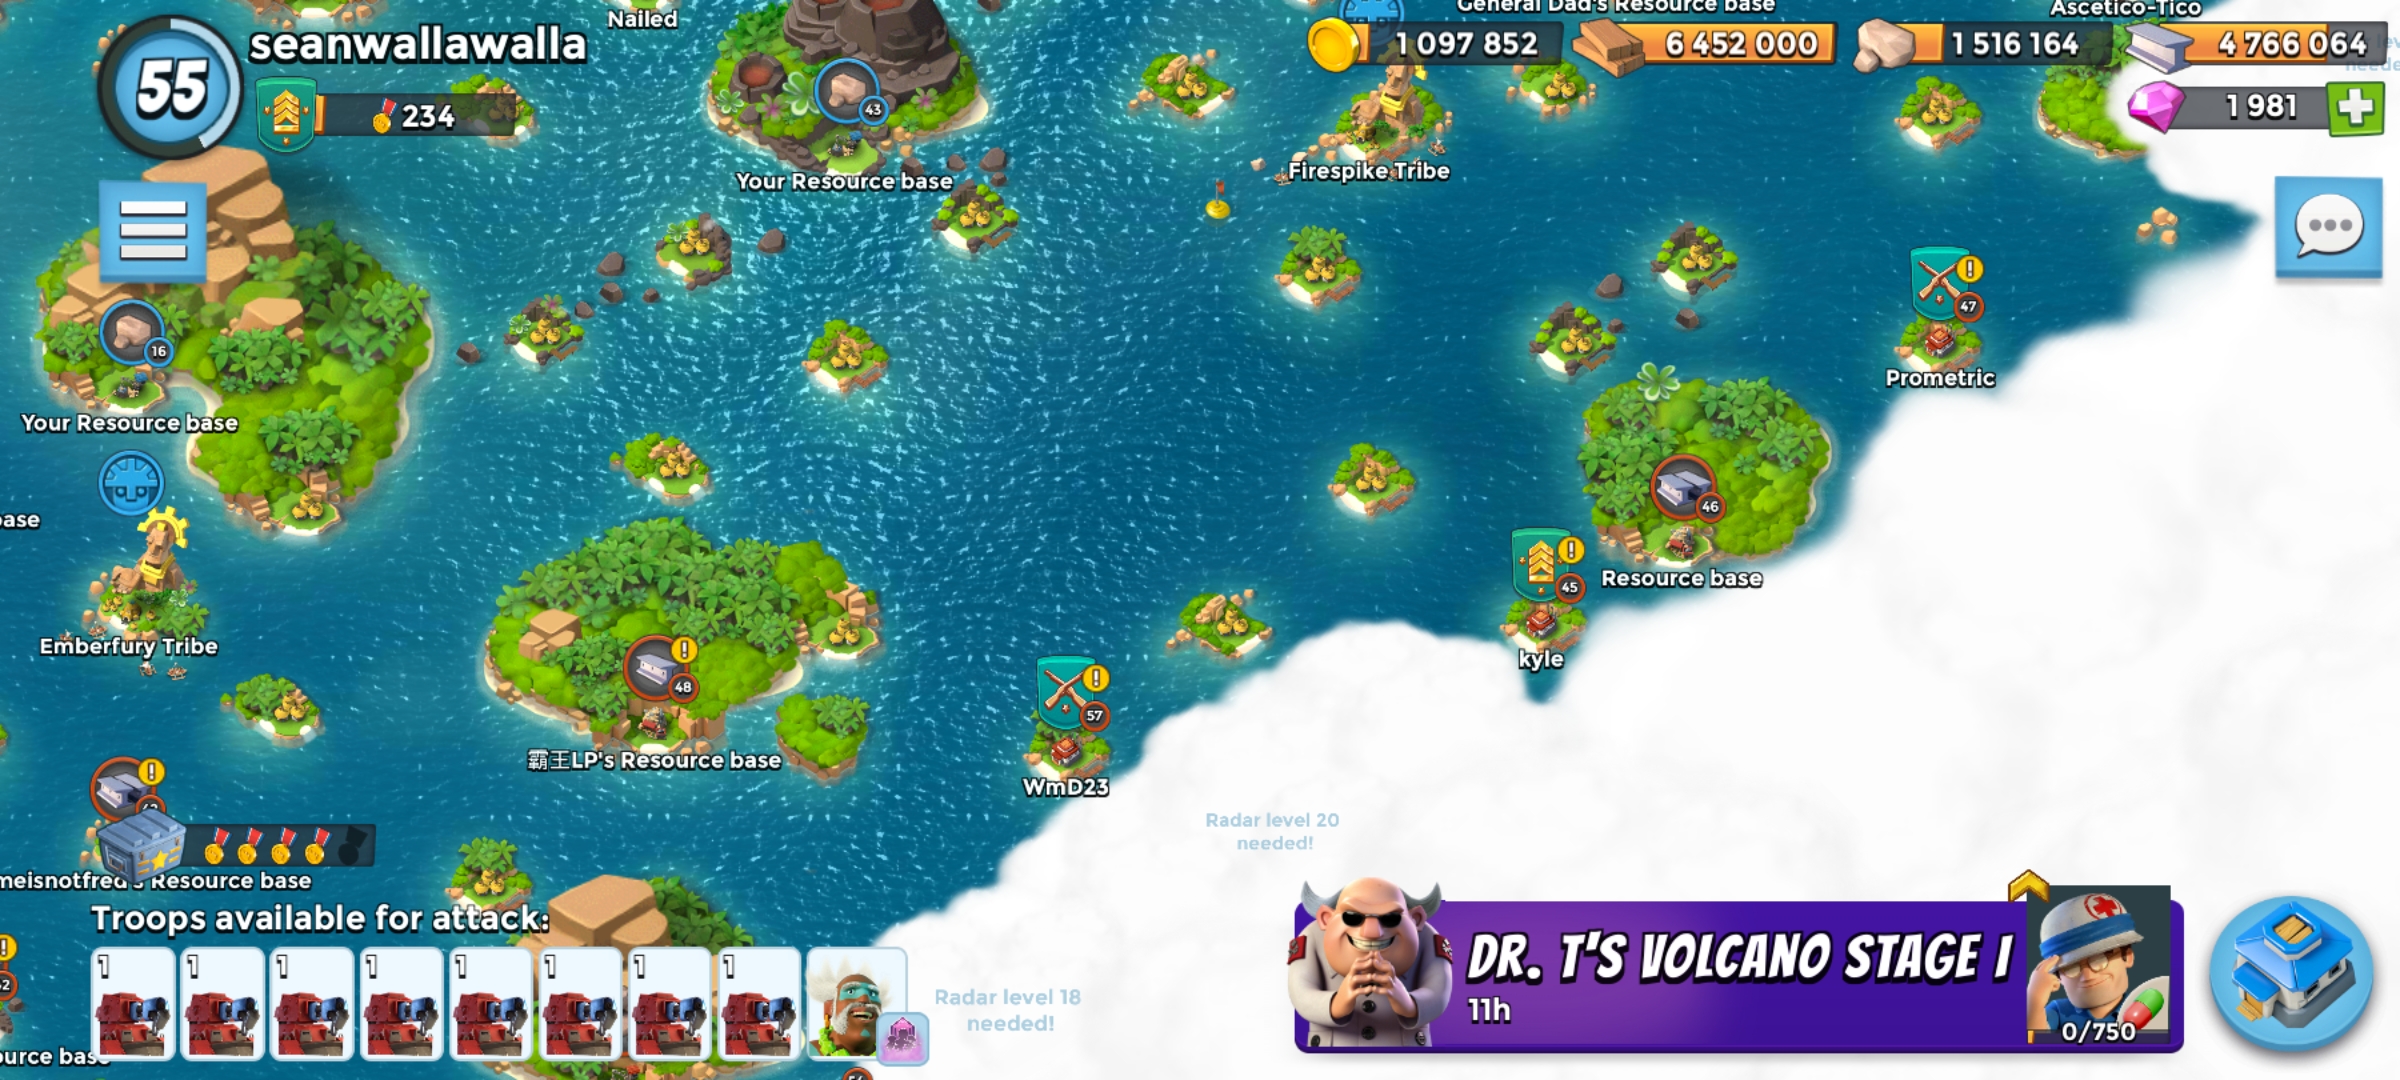 Nailed
General Dad's Resource base
Ascetico-Tico
55
seanwallawalla
234
1 097 852
6 452 000
1 516 164
4 766 064
1 981
43
Your Resource base
Firespike Tribe
47
Prometric
16
Your Resource base
46
Resource base
45
kyle
ase
Emberfury Tribe
48
霸王LP's Resource base
57
WmD23
Resource base
Radar level 20
needed!
Troops available for attack:
1
1
1
1
1
1
1
1
Radar level 18
needed!
DR. T'S VOLCANO STAGE I
11h
0/750